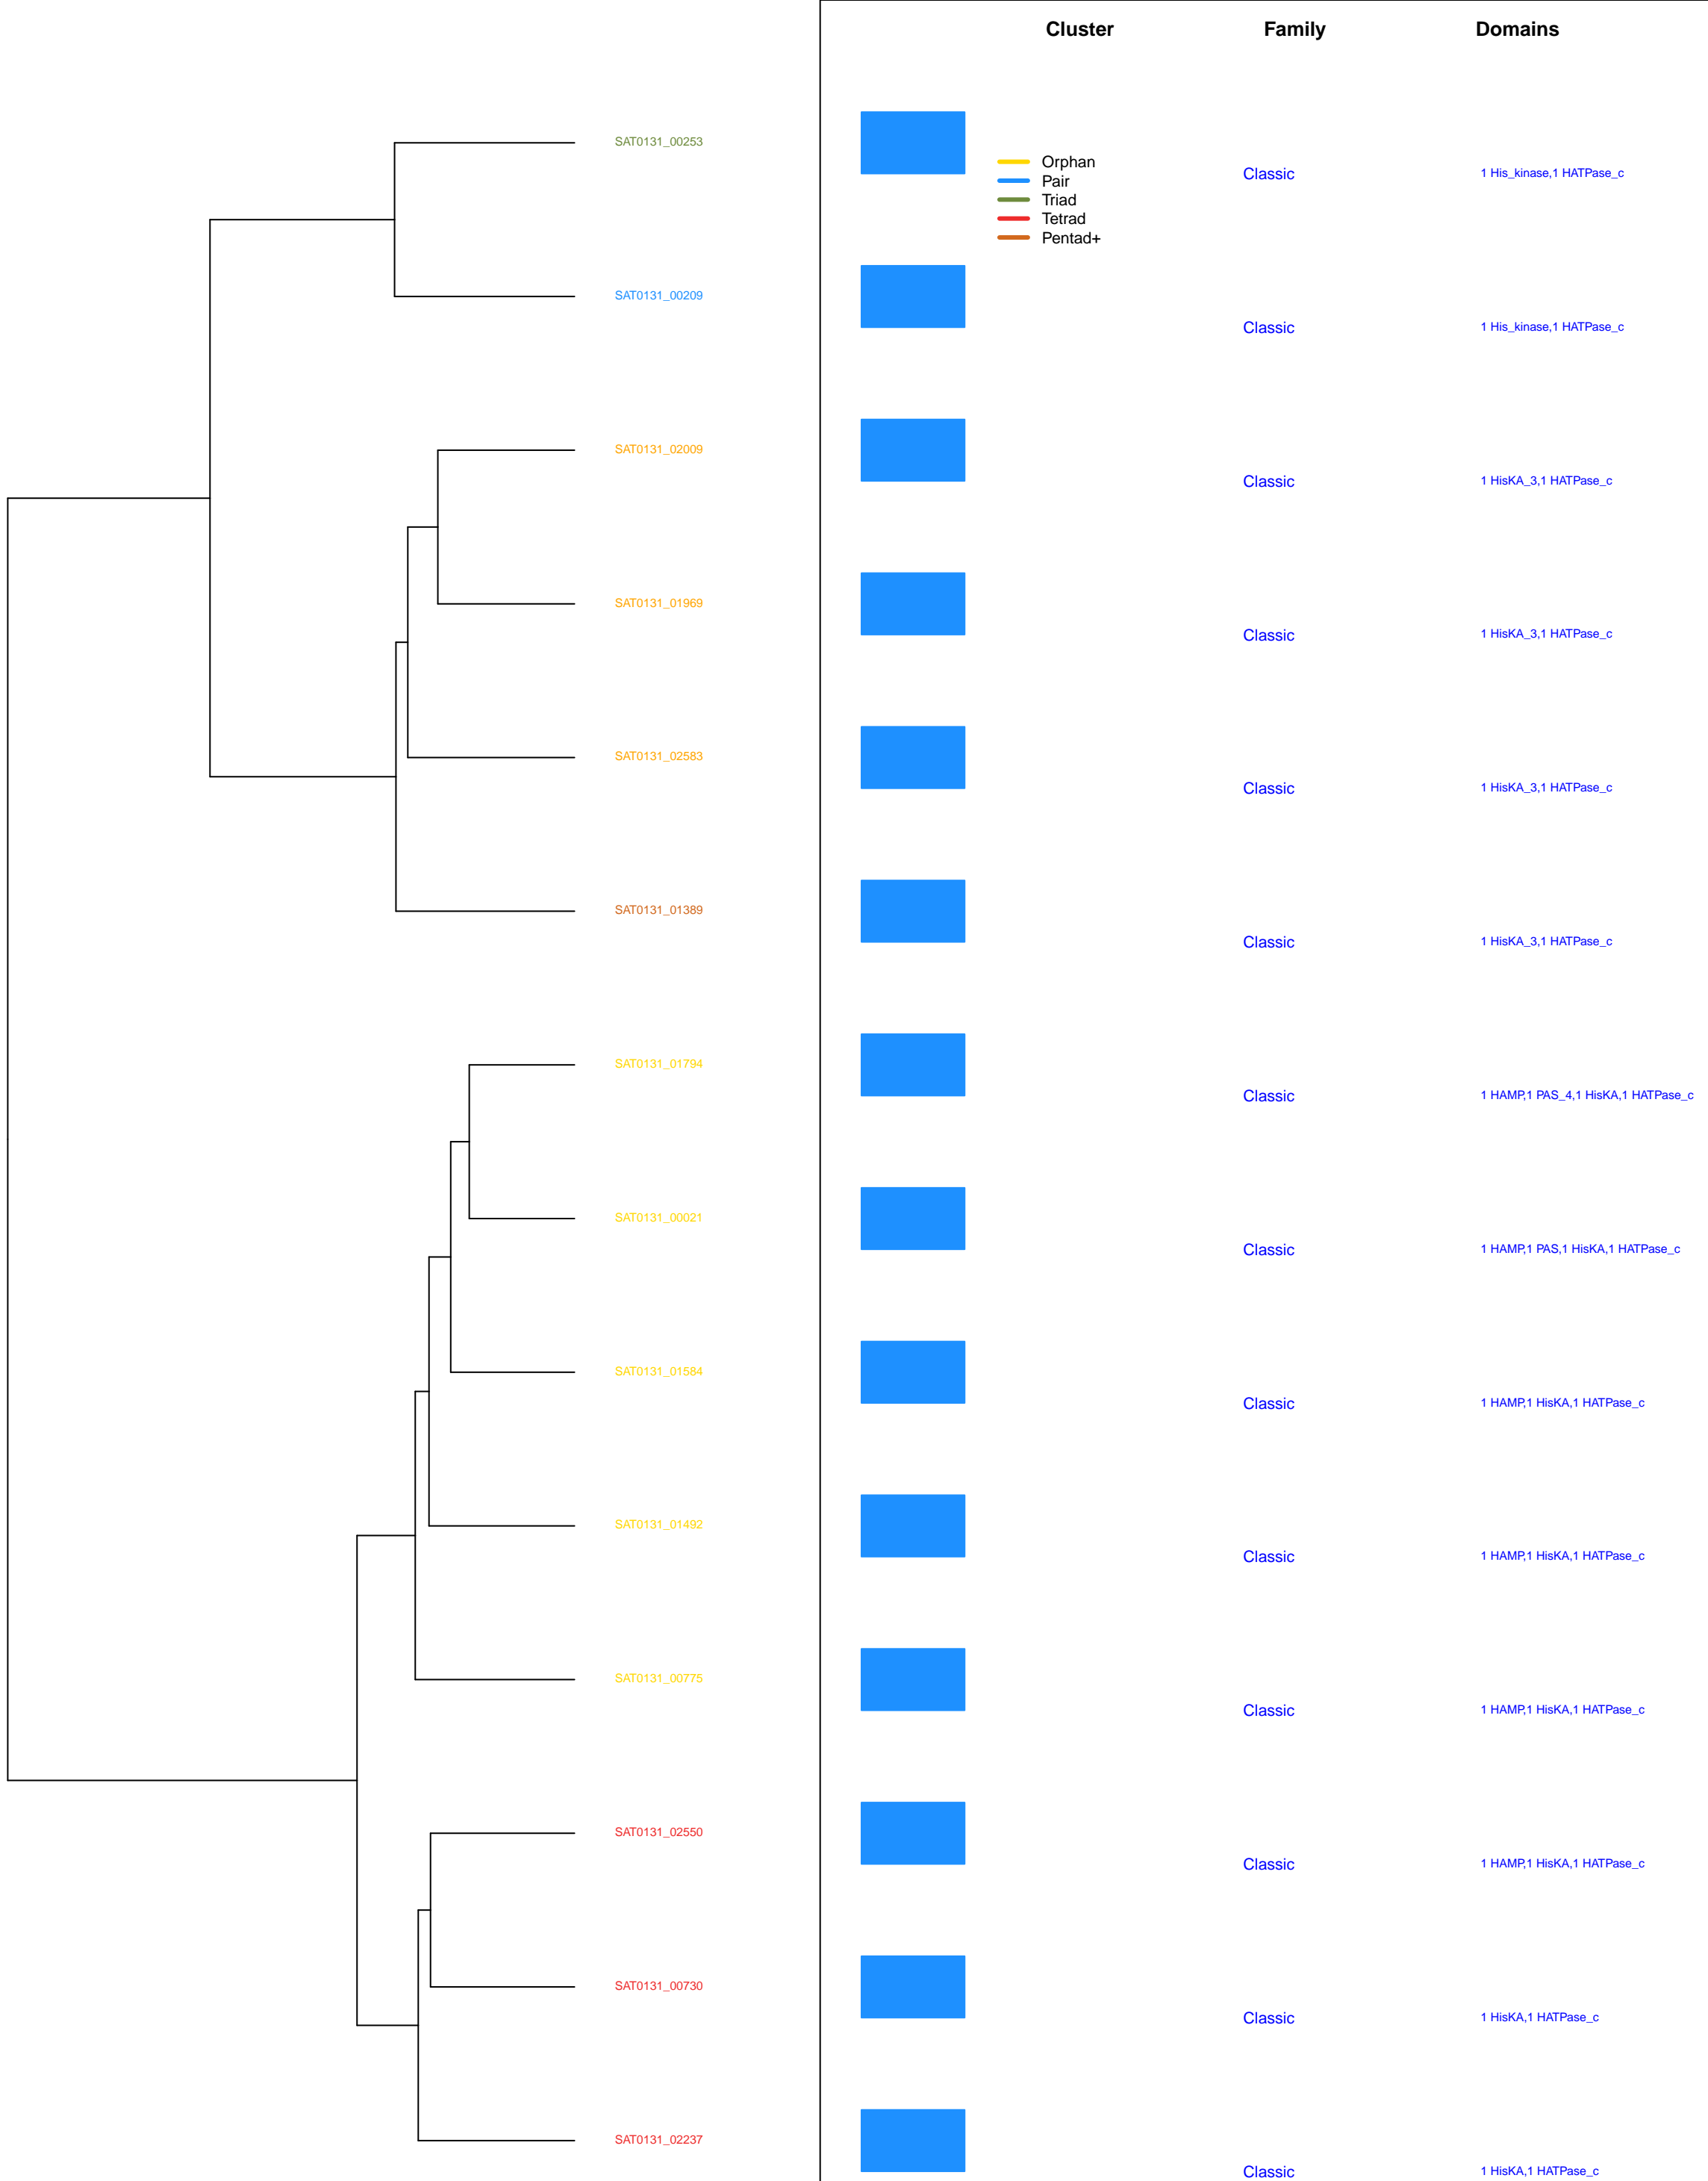 Cluster Family Domains
SAT0131_00253
Orphan
Pair
Triad
Tetrad
Pentad+
Classic 1 His_kinase,1 HATPase_c
SAT0131_00209
Classic 1 His_kinase,1 HATPase_c
SAT0131_02009
Classic 1 HisKA_3,1 HATPase_c
SAT0131_01969
Classic 1 HisKA_3,1 HATPase_c
SAT0131_02583
Classic 1 HisKA_3,1 HATPase_c
SAT0131_01389
Classic 1 HisKA_3,1 HATPase_c
SAT0131_01794
Classic 1 HAMP,1 PAS_4,1 HisKA,1 HATPase_c
SAT0131_00021
Classic 1 HAMP,1 PAS,1 HisKA,1 HATPase_c
SAT0131_01584
Classic 1 HAMP,1 HisKA,1 HATPase_c
SAT0131_01492
Classic 1 HAMP,1 HisKA,1 HATPase_c
SAT0131_00775
Classic 1 HAMP,1 HisKA,1 HATPase_c
SAT0131_02550
Classic 1 HAMP,1 HisKA,1 HATPase_c
SAT0131_00730
Classic 1 HisKA,1 HATPase_c
SAT0131_02237
Classic 1 HisKA,1 HATPase_c